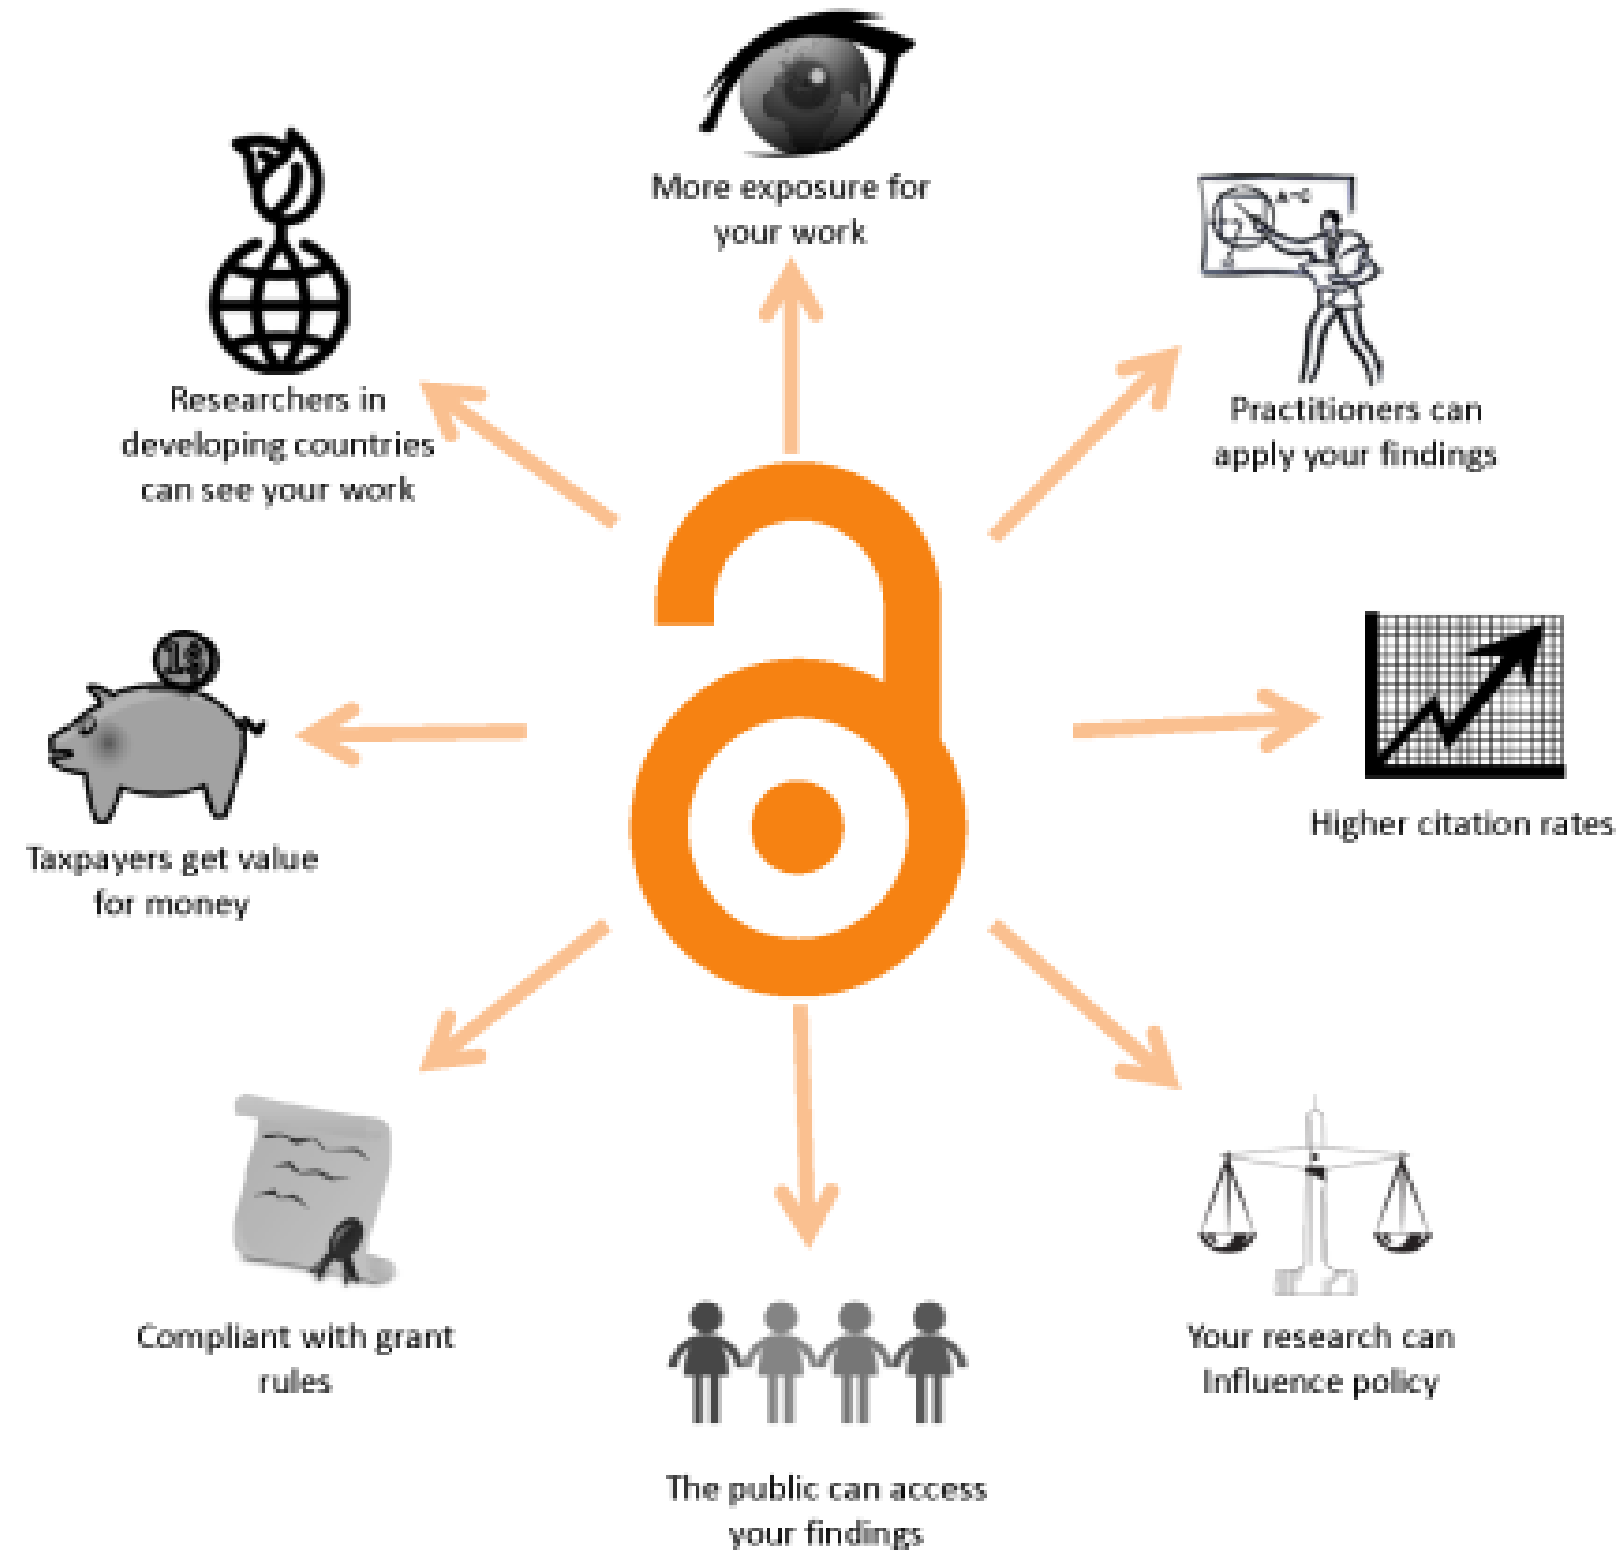 More exposure for
your work
Practitioners can
apply your findings
Higher citation rates
Your research can
Influence policy
The public can access
your findings
Compliant with grant
rules
Taxpayers get value
for money
Researchers in
developing countries
can see your work